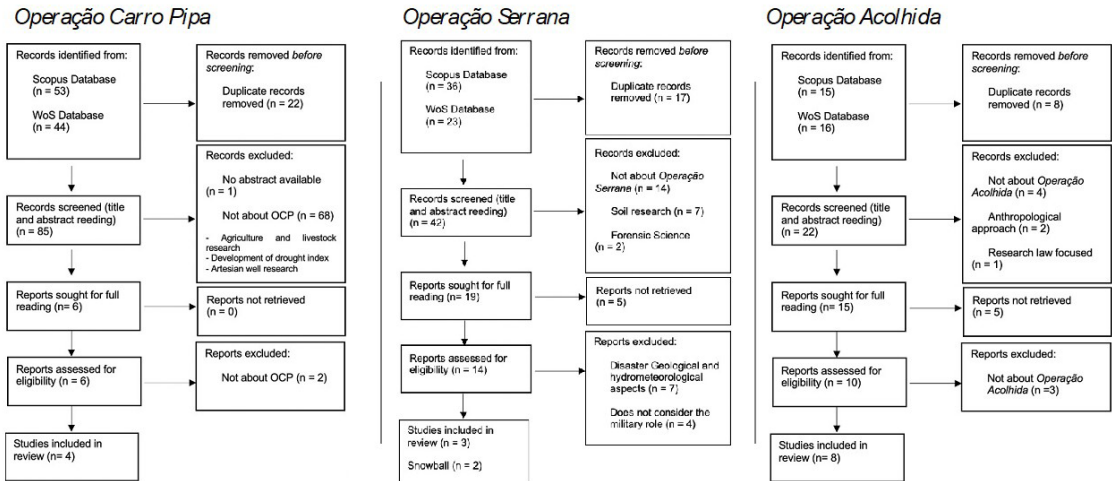 Operação Carro Pipa
Records identified from:
Scopus Database
(n = 53)
WoS Database
(n = 44)
Records removed before
screening:
Duplicate records
removed (n = 22)
Records screened (title
and abstract reeding)
(n = 85)
Records excluded:
No abstract available
(n = 1)
Not about OCP (n = 68)
- Agriculture and livestock
research
- Development of drought index
- Artesian well research
Reports sought for full
reading (n= 6)
Reports not retrieved
(n = 0)
Reports assessed for
eligibility (n = 6)
Reports excluded:
Not about OCP (n = 2)
Studies included in
review (n = 4)
Operação Serrana
Records identified from:
Scopus Database
(n = 36)
WoS Database
(n = 23)
Records removed before
screening:
Duplicate records
removed (n = 17)
Records screened (title
and abstract reeding)
(n = 42)
Records excluded:
Not about Operação
Serrana (n = 14)
Soil research (n = 7)
Forensic Science
(n = 2)
Reports sought for full
reading (n= 19)
Reports not retrieved
(n = 5)
Reports assessed for
eligibility (n = 14)
Reports excluded:
Disaster Geological and
hydrometeorological
aspects (n = 7)
Does not consider the
military role (n = 4)
Studies included in
review (n = 3)
Snowball (n = 2)
Operação Acolhida
Records identified from:
Scopus Database
(n = 15)
WoS Database
(n = 16)
Records removed before
screening:
Duplicate records
removed (n = 8)
Records screened (title
and abstract reeding)
(n = 22)
Records excluded:
Not about Operação
Acolhida (n = 4)
Anthropological
approach (n = 2)
Research law focused
(n = 1)
Reports sought for full
reading (n = 15)
Reports not retrieved
(n = 5)
Reports assessed for
eligibility (n = 10)
Reports excluded:
Not about Operação
Acolhida (n =3)
Studies included in
review (n = 8)